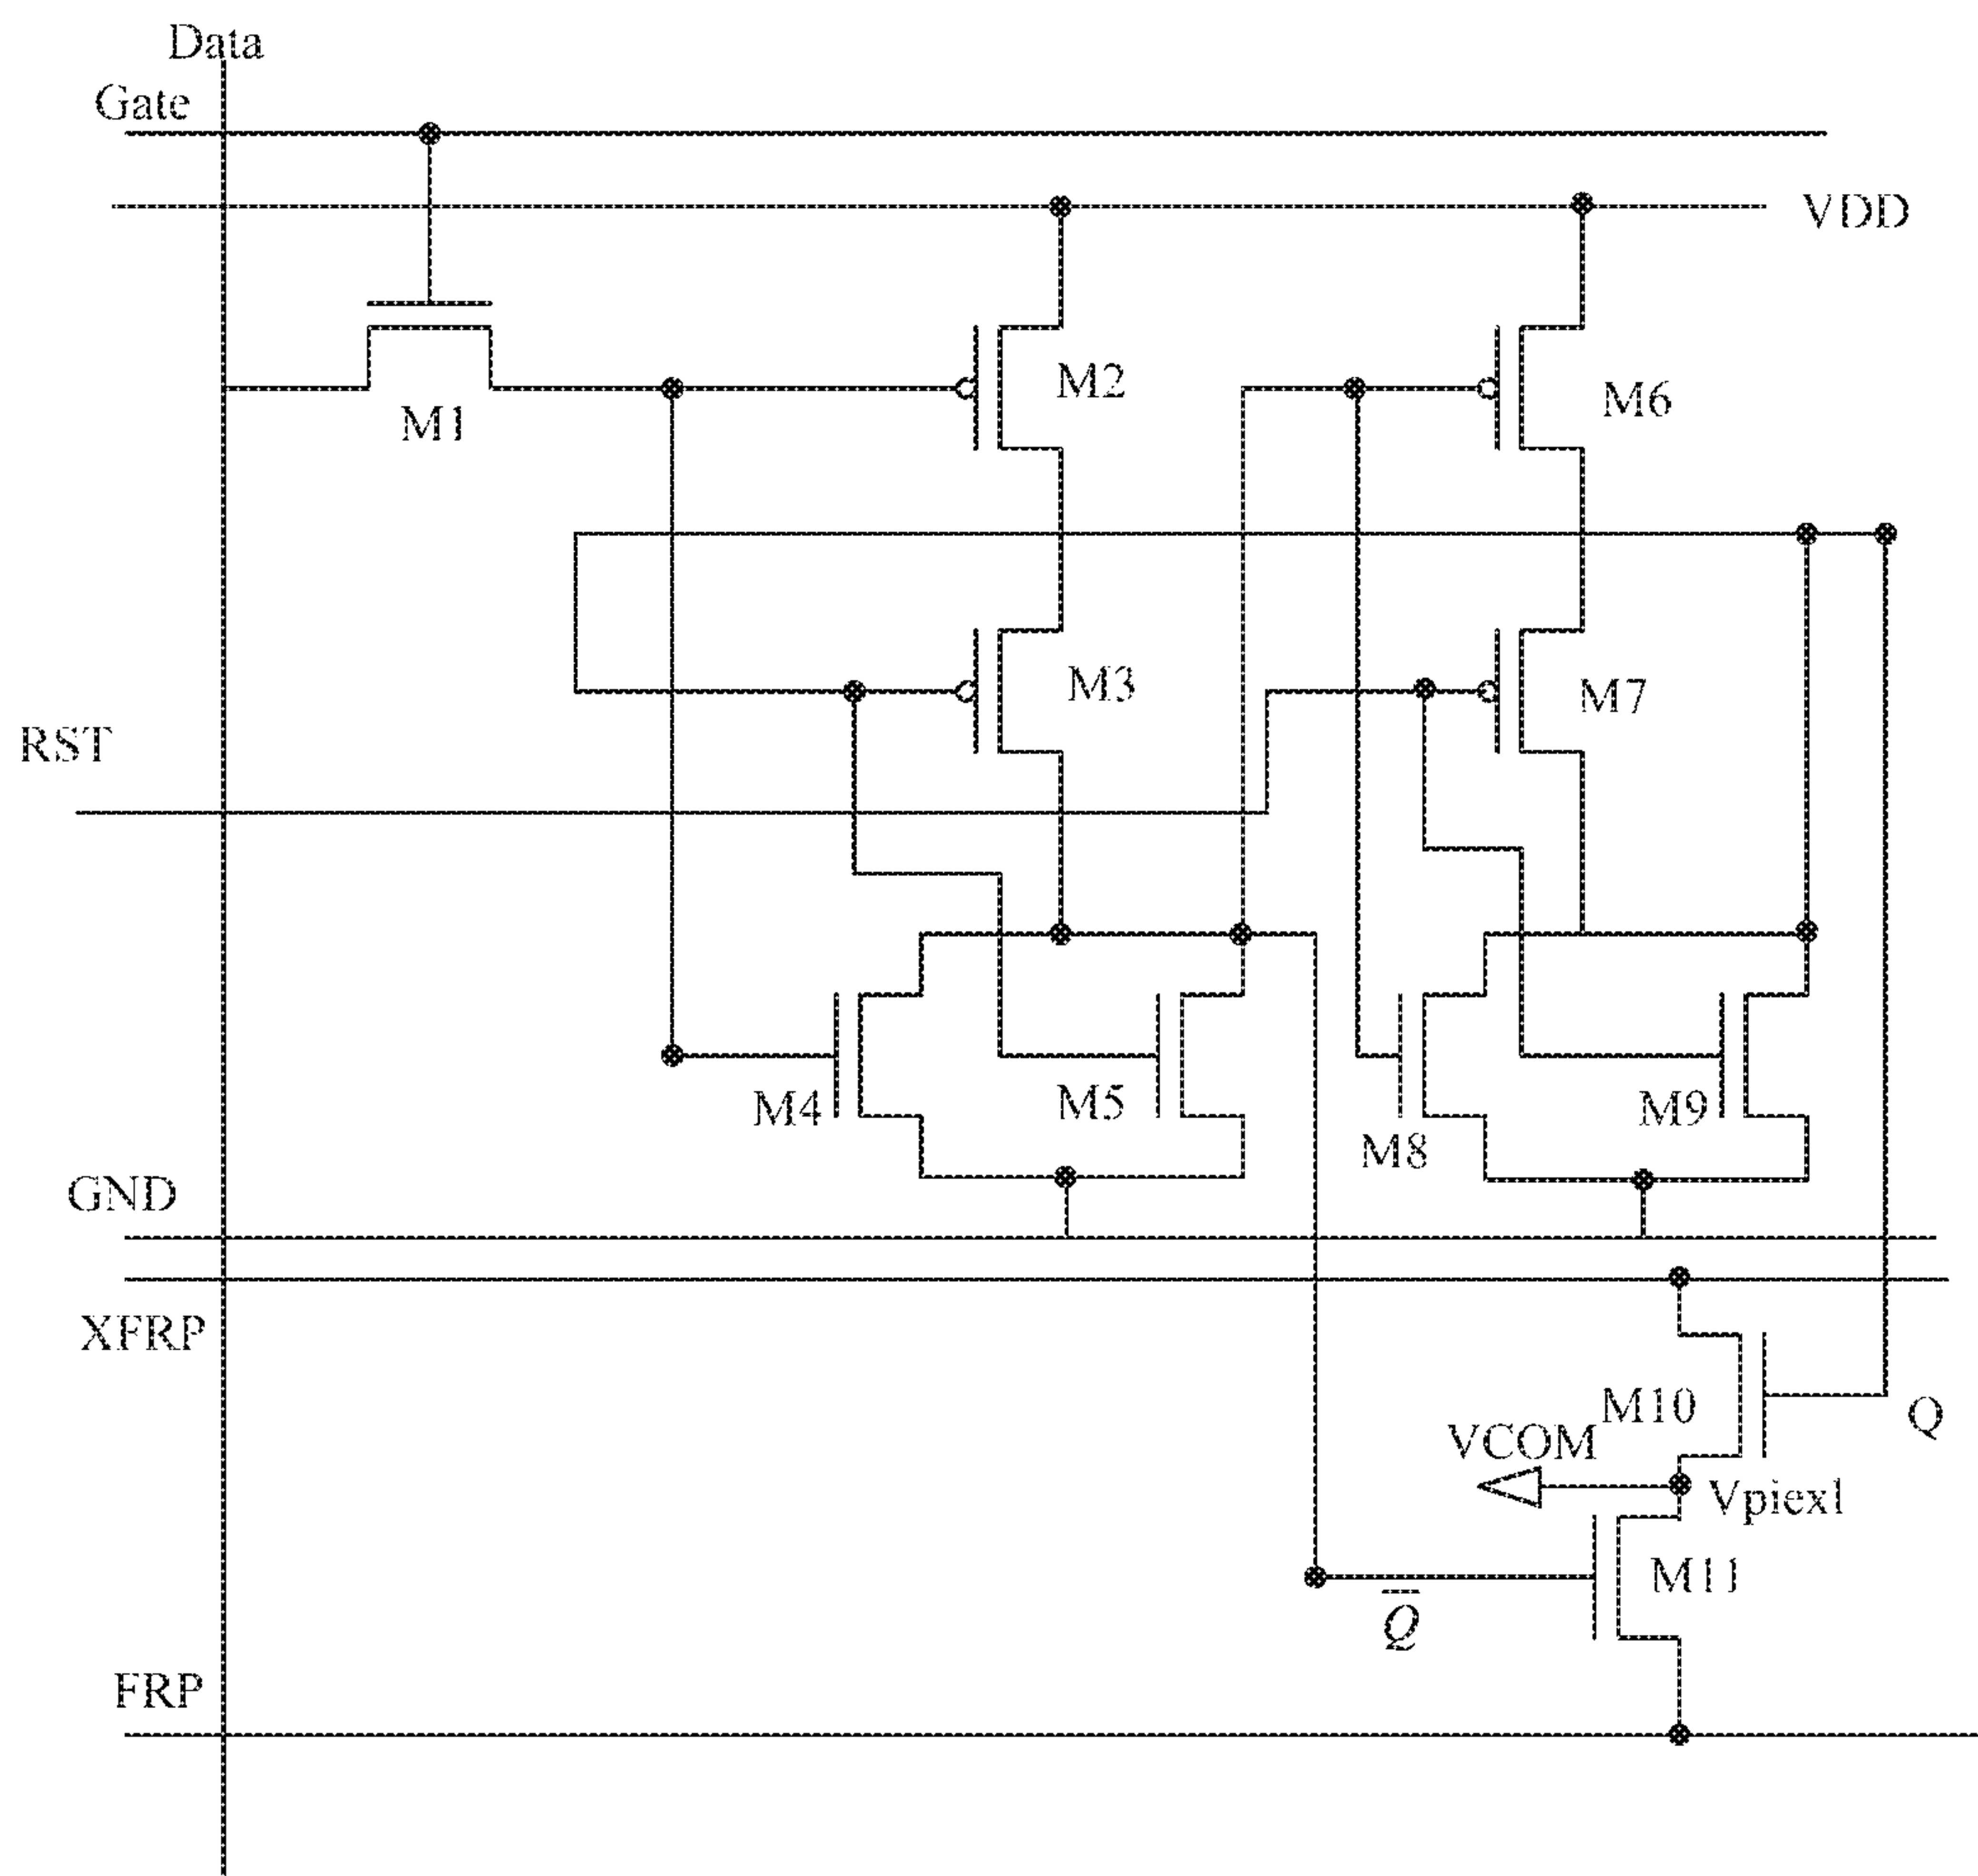 Data
Gate
VDD
M1
M2
M6
M3
M7
RST
M4
M5
M8
M9
GND
XFRP
M10
Q
VCOM
Vpiexl
M11
Q̅
FRP